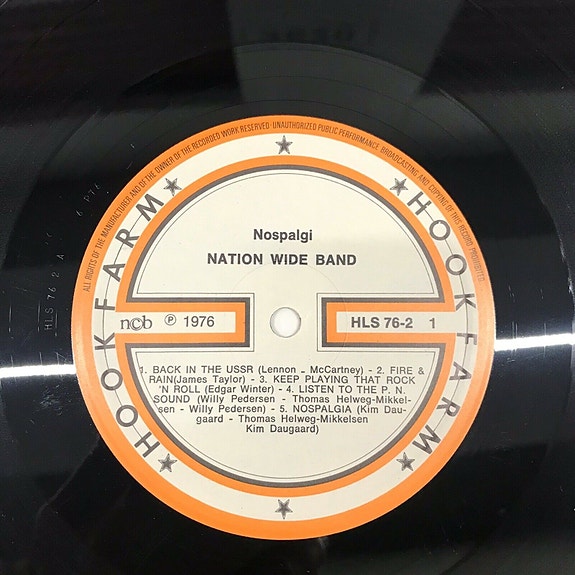 ALL RIGHTS OF THE MANUFACTURER AND OF THE OWNER OF THE RECORDED WORK RESERVED · UNAUTHORIZED PUBLIC PERFORMANCE, BROADCASTING AND COPYING OF THIS RECORD PROHIBITED
HOOKFARM
HOOKFARM
Nospalgi
NATION WIDE BAND
ncb ℗ 1976
HLS 76-2 1
1. BACK IN THE USSR (Lennon - McCartney) - 2. FIRE &
RAIN(James Taylor) - 3. KEEP PLAYING THAT ROCK
'N ROLL (Edgar Winter) - 4. LISTEN TO THE P. N.
SOUND (Willy Pedersen - Thomas Helweg-Mikkel-
sen - Willy Pedersen) - 5. NOSPALGIA (Kim Dau-
gaard - Thomas Helweg-Mikkelsen
Kim Daugaard)
HLS 76 2 A